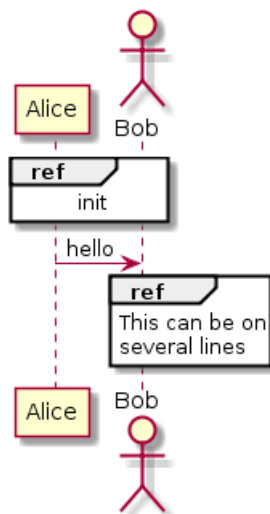 Alice
Bob
ref
init
hello
ref
This can be on
several lines
Alice
Bob